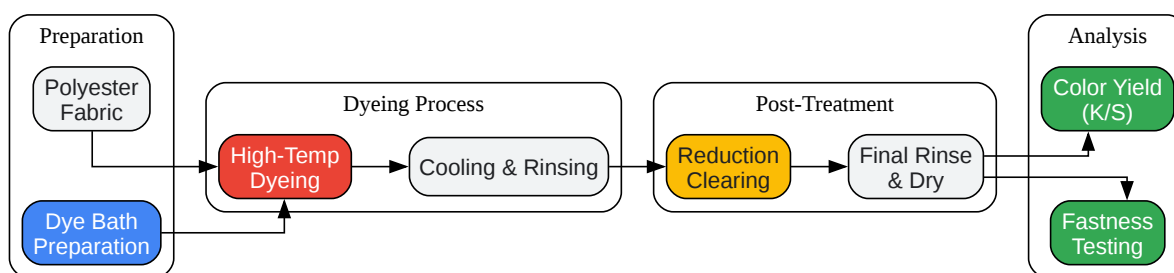 Preparation
Polyester
Fabric
Dye Bath
Preparation
Dyeing Process
High-Temp
Dyeing
Cooling & Rinsing
Post-Treatment
Reduction
Clearing
Final Rinse
& Dry
Analysis
Color Yield
(K/S)
Fastness
Testing